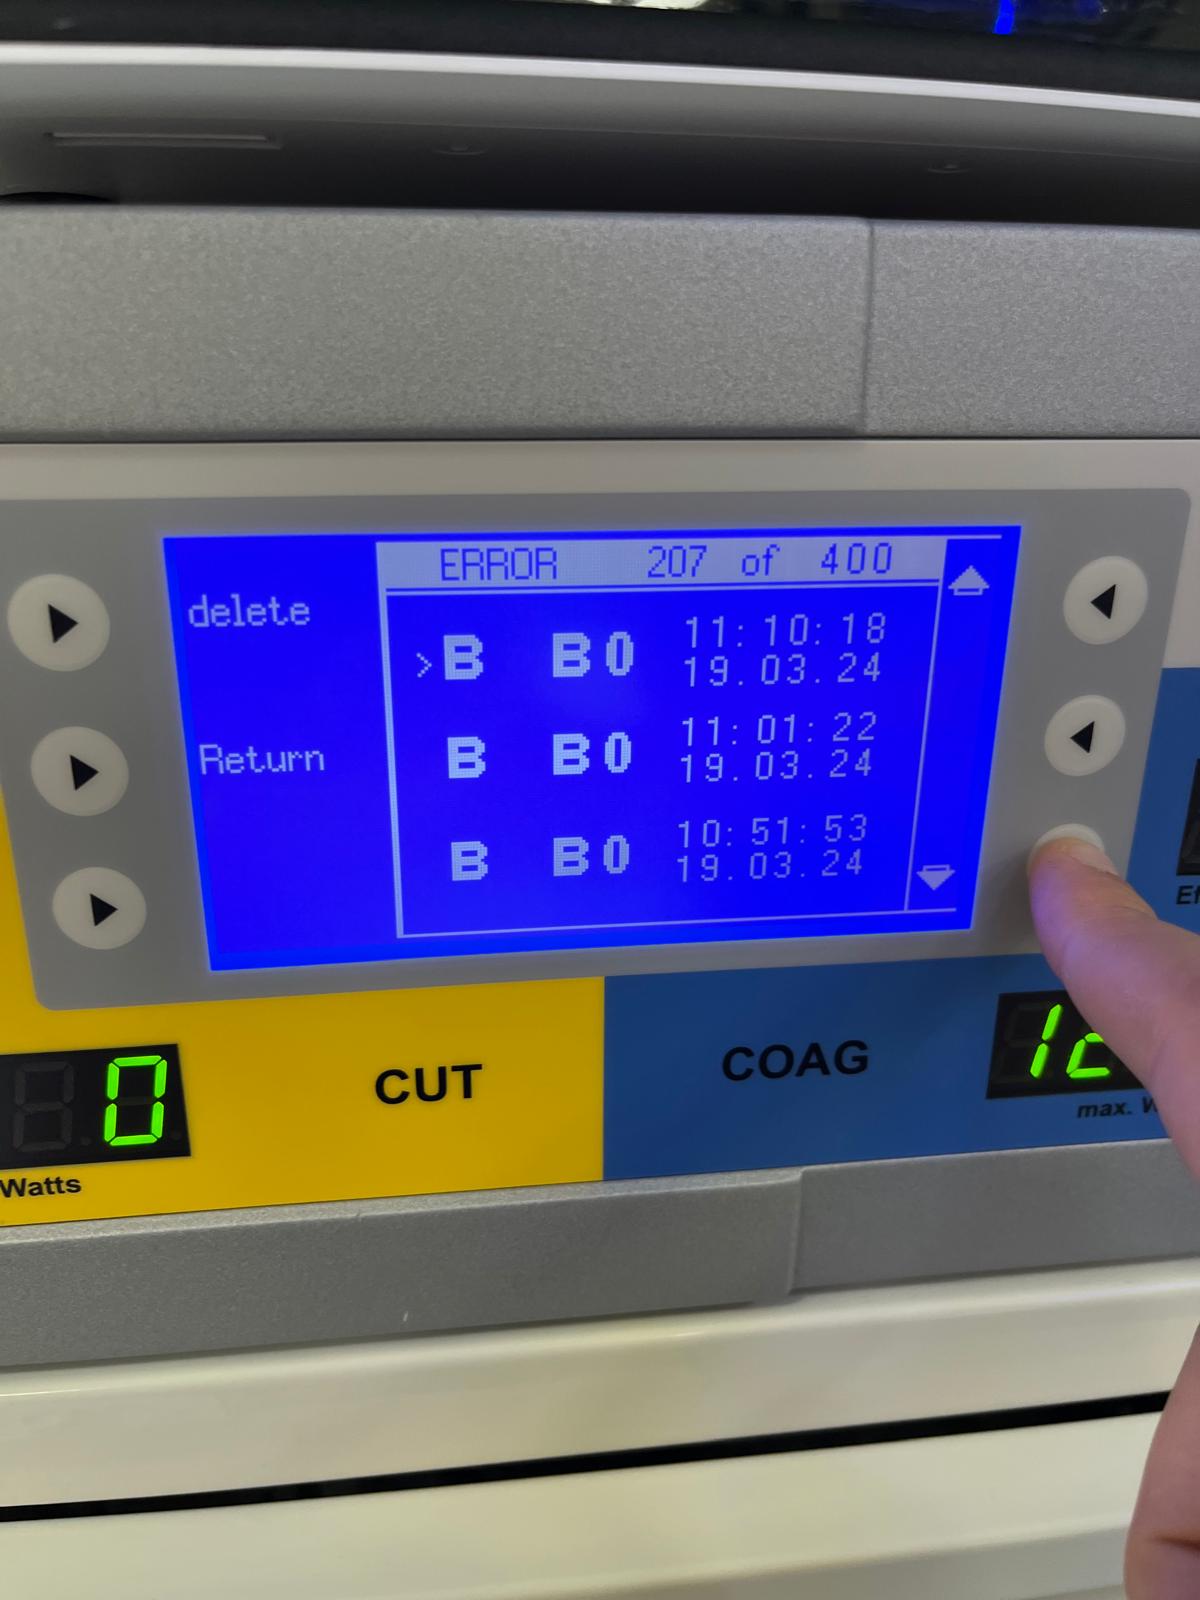 ERROR 207 of 400
delete
>B B0 11:10:18
19.03.24
Return
B B0 11:01:22
19.03.24
B B0 10:51:53
19.03.24
0
CUT
COAG
Watts
max.